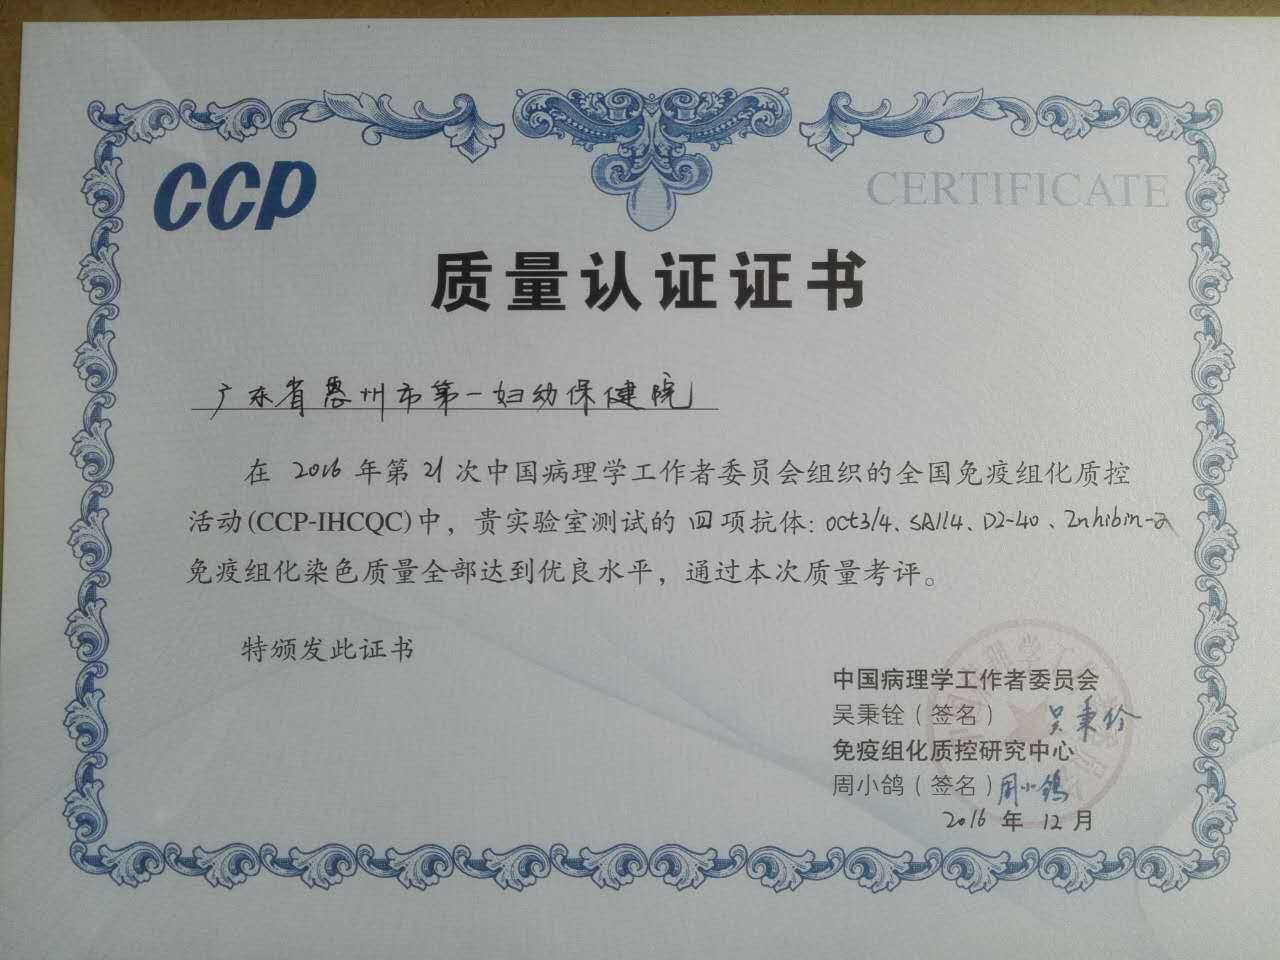 CCP
CERTIFICATE
质量认证证书
广东省惠州市第一妇幼保健院
在 2016 年第 21 次中国病理学工作者委员会组织的全国免疫组化质控
活动(CCP-IHCQC)中，贵实验室测试的 四 项抗体: oct3/4、SALL4、D2-40、Inhibin-α
免疫组化染色质量全部达到优良水平，通过本次质量考评。
特颁发此证书
中国病理学工作者委员会
吴秉铨（签名） 吴秉铨
免疫组化质控研究中心
周小鸽（签名） 周小鸽
2016 年 12 月